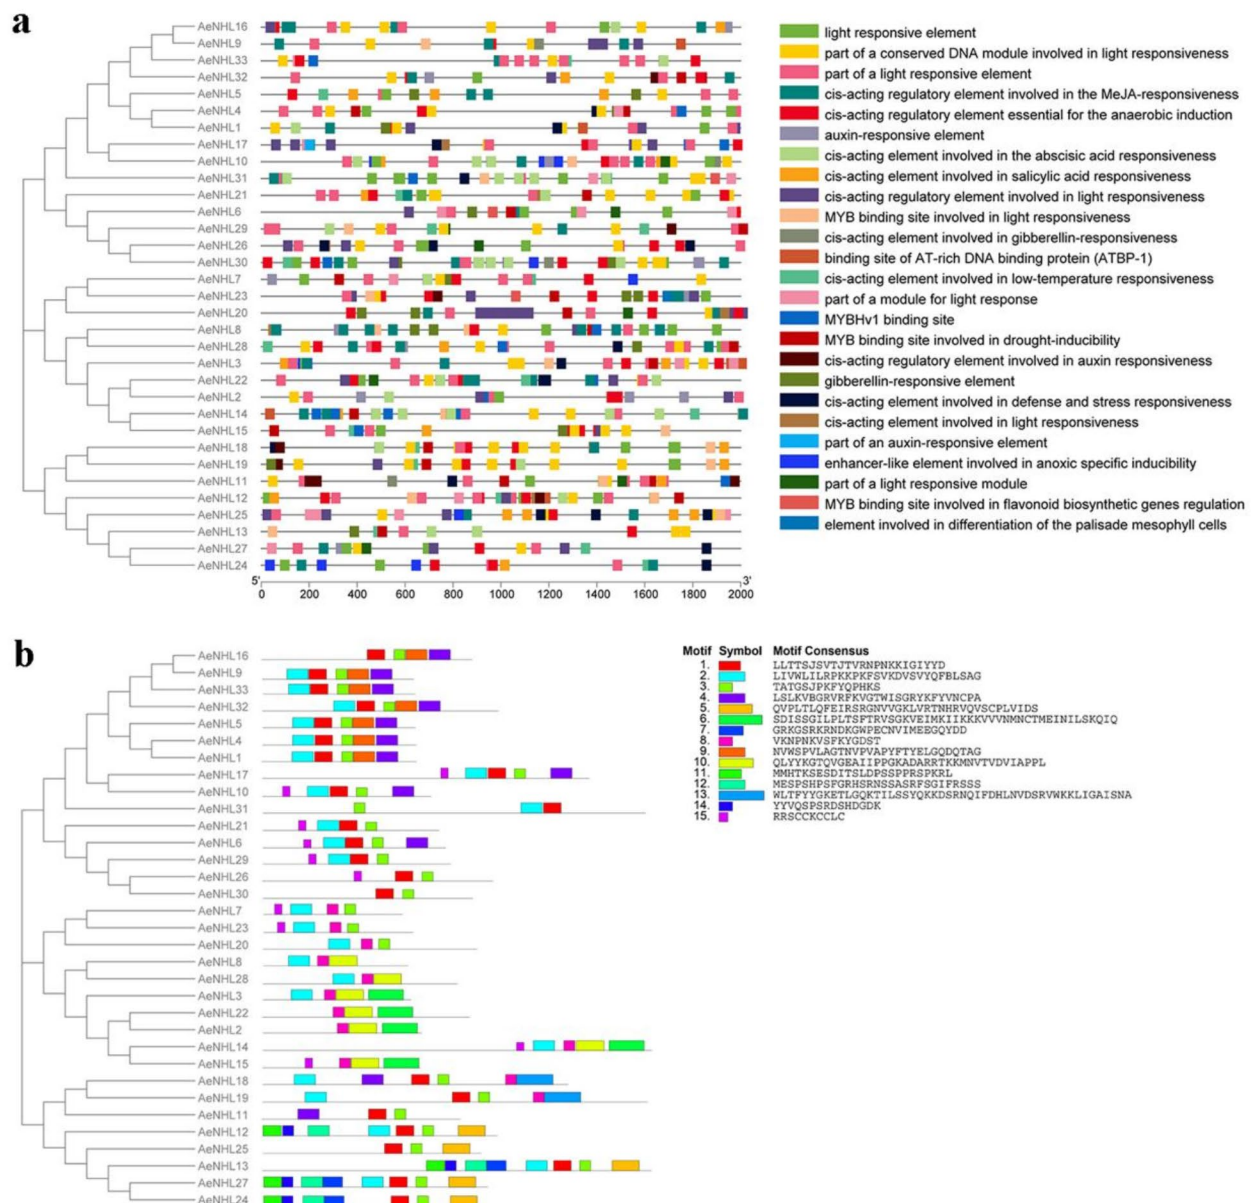 a
AeNHL16
AeNHL9
AeNHL33
AeNHL32
AeNHL5
AeNHL4
AeNHL1
AeNHL17
AeNHL10
AeNHL31
AeNHL21
AeNHL6
AeNHL29
AeNHL26
AeNHL30
AeNHL7
AeNHL23
AeNHL20
AeNHL8
AeNHL28
AeNHL3
AeNHL22
AeNHL2
AeNHL14
AeNHL15
AeNHL18
AeNHL19
AeNHL11
AeNHL12
AeNHL25
AeNHL13
AeNHL27
AeNHL24
5' 3'
0 200 400 600 800 1000 1200 1400 1600 1800 2000
light responsive element
part of a conserved DNA module involved in light responsiveness
part of a light responsive element
cis-acting regulatory element involved in the MeJA-responsiveness
cis-acting regulatory element essential for the anaerobic induction
auxin-responsive element
cis-acting element involved in the abscisic acid responsiveness
cis-acting element involved in salicylic acid responsiveness
cis-acting regulatory element involved in light responsiveness
MYB binding site involved in light responsiveness
cis-acting element involved in gibberellin-responsiveness
binding site of AT-rich DNA binding protein (ATBP-1)
cis-acting element involved in low-temperature responsiveness
part of a module for light response
MYBHv1 binding site
MYB binding site involved in drought-inducibility
cis-acting regulatory element involved in auxin responsiveness
gibberellin-responsive element
cis-acting element involved in defense and stress responsiveness
cis-acting element involved in light responsiveness
part of an auxin-responsive element
enhancer-like element involved in anoxic specific inducibility
part of a light responsive module
MYB binding site involved in flavonoid biosynthetic genes regulation
element involved in differentiation of the palisade mesophyll cells
b
AeNHL16
AeNHL9
AeNHL33
AeNHL32
AeNHL5
AeNHL4
AeNHL1
AeNHL17
AeNHL10
AeNHL31
AeNHL21
AeNHL6
AeNHL29
AeNHL26
AeNHL30
AeNHL7
AeNHL23
AeNHL20
AeNHL8
AeNHL28
AeNHL3
AeNHL22
AeNHL2
AeNHL14
AeNHL15
AeNHL18
AeNHL19
AeNHL11
AeNHL12
AeNHL25
AeNHL13
AeNHL27
AeNHL24
Motif Symbol Motif Consensus
1. LLTTSJSVTJTVRNPNKKIGIYYD
2. LIVWLILRPKKPKFSVKDVSVYQFBLSAG
3. TATGSJPKFYQPHKS
4. LSLKVBGRVRFKVGTWISGRYKFYVNCPA
5. QVPLTLQFEIRSRGNVVGKLVRTNHRVQVSCPLVIDS
6. SDISSGILPLTSFTRVSGKVEIMKIIKKKVVVNMNCTMEINILSKQIQ
7. GRKGSRKRNDKGWPECNVIMEEGQYDD
8. VKNPNKVSFKYGDST
9. NVWSPVLAGTNVPVAPYFTYELGQDQTAG
10. QLYYKGTQVGEAIIPPGKADARRTKKMNVTVDVIAPPL
11. MMHTKSESDITSLDPSSPPRSPKRL
12. MESPSHPSFGRHSRNSSASRFSGIFRSSS
13. WLTFYYGKETLGQKTILSSYQKKDSRNQIFDHLNVDSRVWKKLIGAISNA
14. YYVQSPSRDSHDGDK
15. RRSCCKCCLC